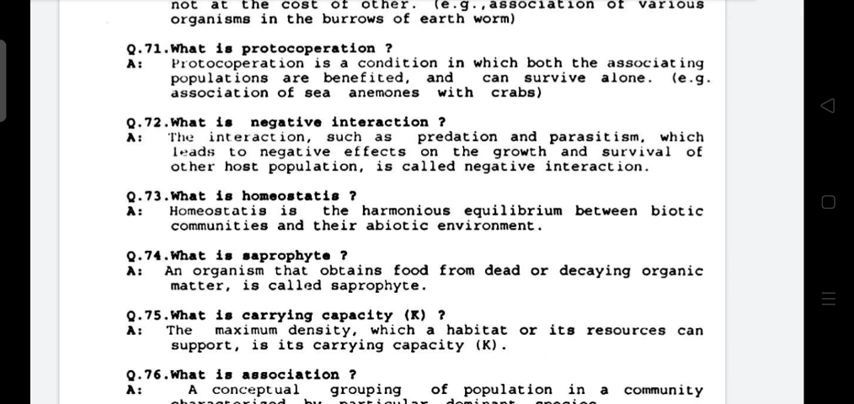 not at the cost of other. (e.g.,association of various
organisms in the burrows of earth worm)
Q.71.What is protocoperation ?
A: Protocoperation is a condition in which both the associating
populations are benefited, and can survive alone. (e.g.
association of sea anemones with crabs)
Q.72.What is negative interaction ?
A: The interaction, such as predation and parasitism, which
leads to negative effects on the growth and survival of
other host population, is called negative interaction.
Q.73.What is homeostatis ?
A: Homeostatis is the harmonious equilibrium between biotic
communities and their abiotic environment.
Q.74.What is saprophyte ?
A: An organism that obtains food from dead or decaying organic
matter, is called saprophyte.
Q.75.What is carrying capacity (K) ?
A: The maximum density, which a habitat or its resources can
support, is its carrying capacity (K).
Q.76.What is association ?
A: A conceptual grouping of population in a community
characterised by particular dominant species.